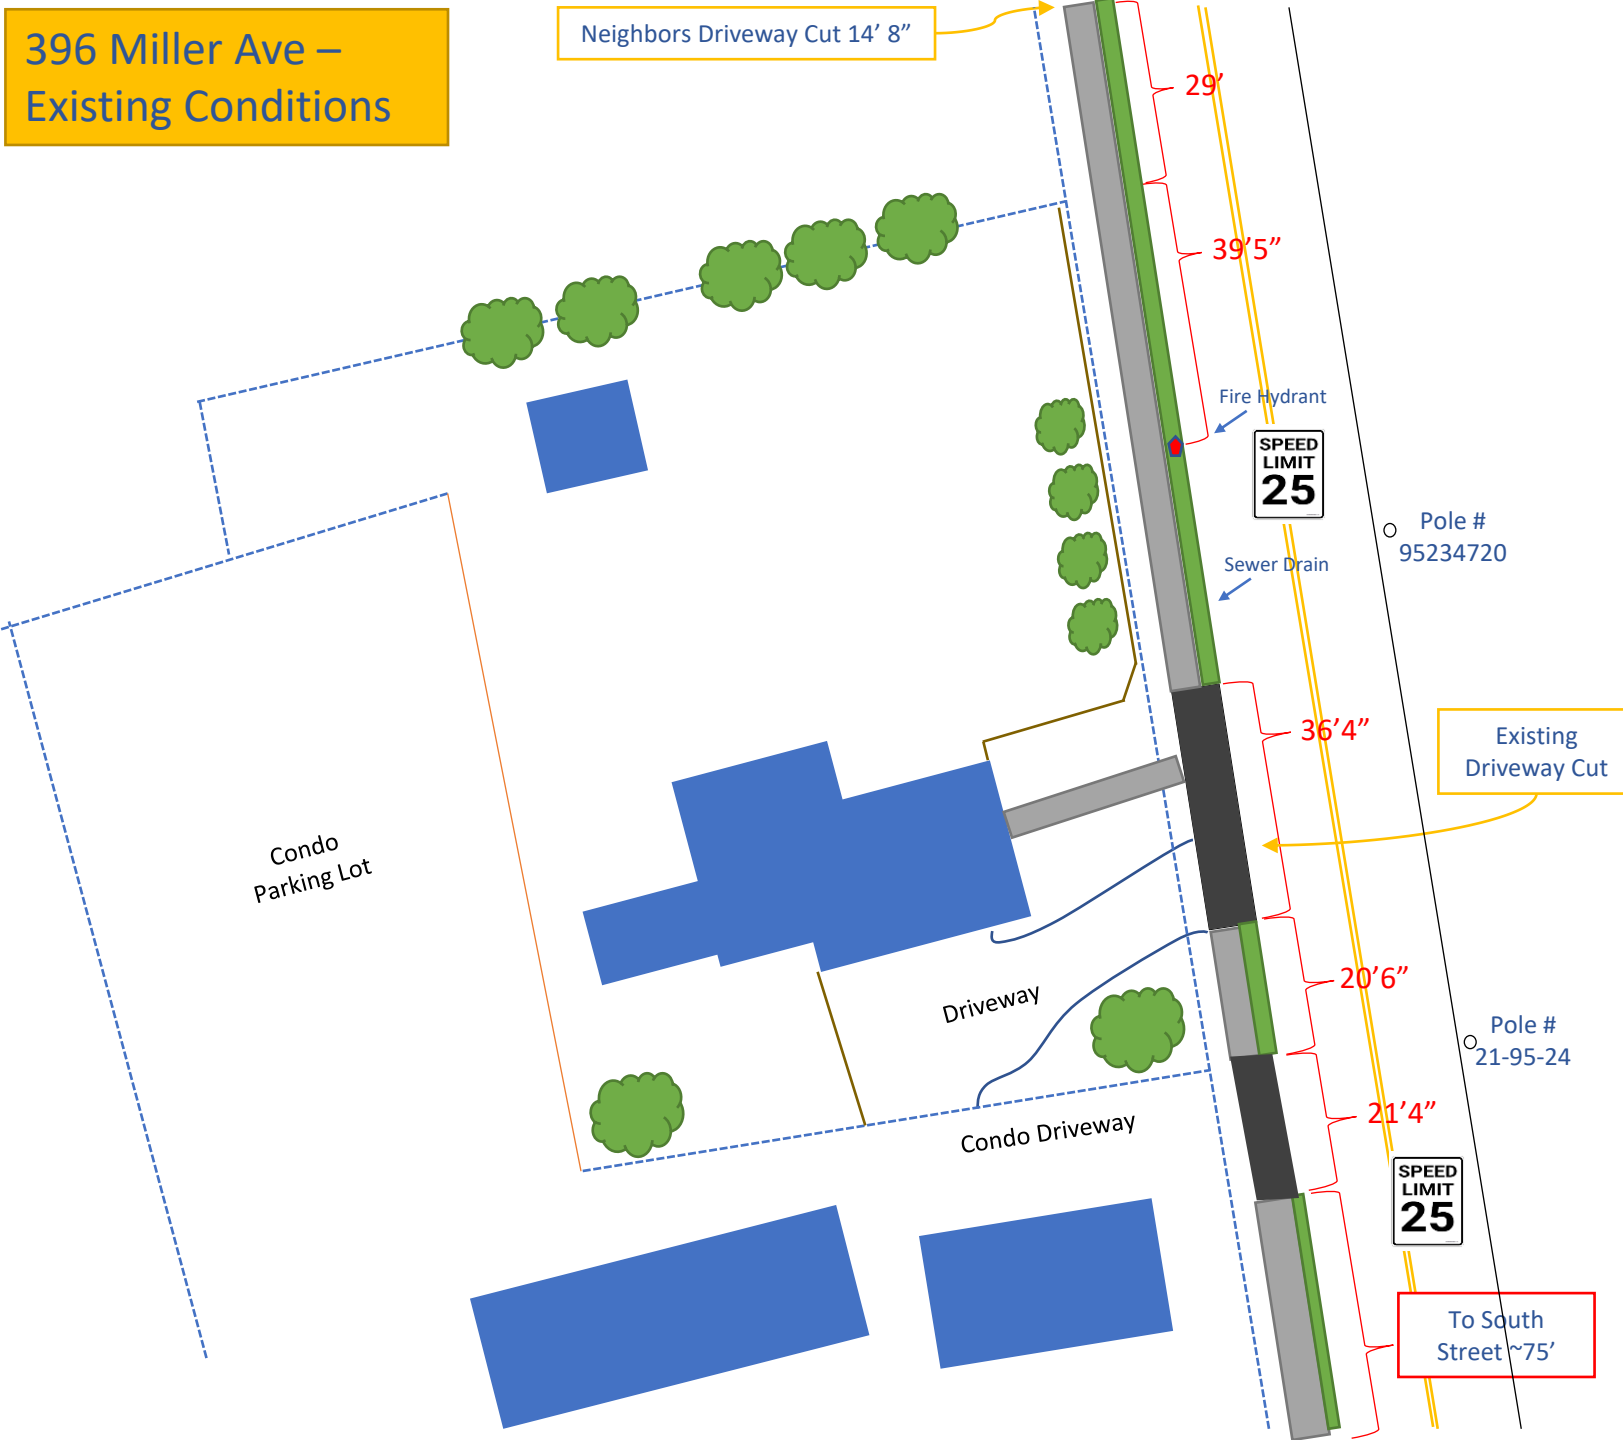 396 Miller Ave –
Existing Conditions
Neighbors Driveway Cut 14’ 8”
29’
39’5”
Fire Hydrant
SPEED
LIMIT
25
Pole #
95234720
Sewer Drain
36’4”
Existing
Driveway Cut
Condo
Parking Lot
20’6”
Driveway
Pole #
21-95-24
21’4”
Condo Driveway
SPEED
LIMIT
25
To South
Street ~75’